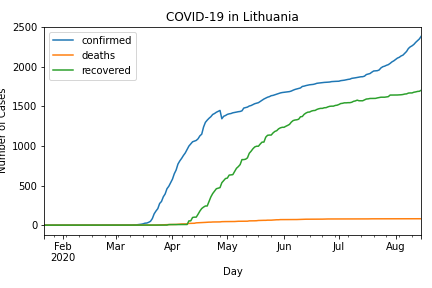 COVID-19 in Lithuania
2500
2000
1500
1000
500
0
Number of Cases
confirmed
deaths
recovered
Feb
2020
Mar
Apr
May
Jun
Jul
Aug
Day